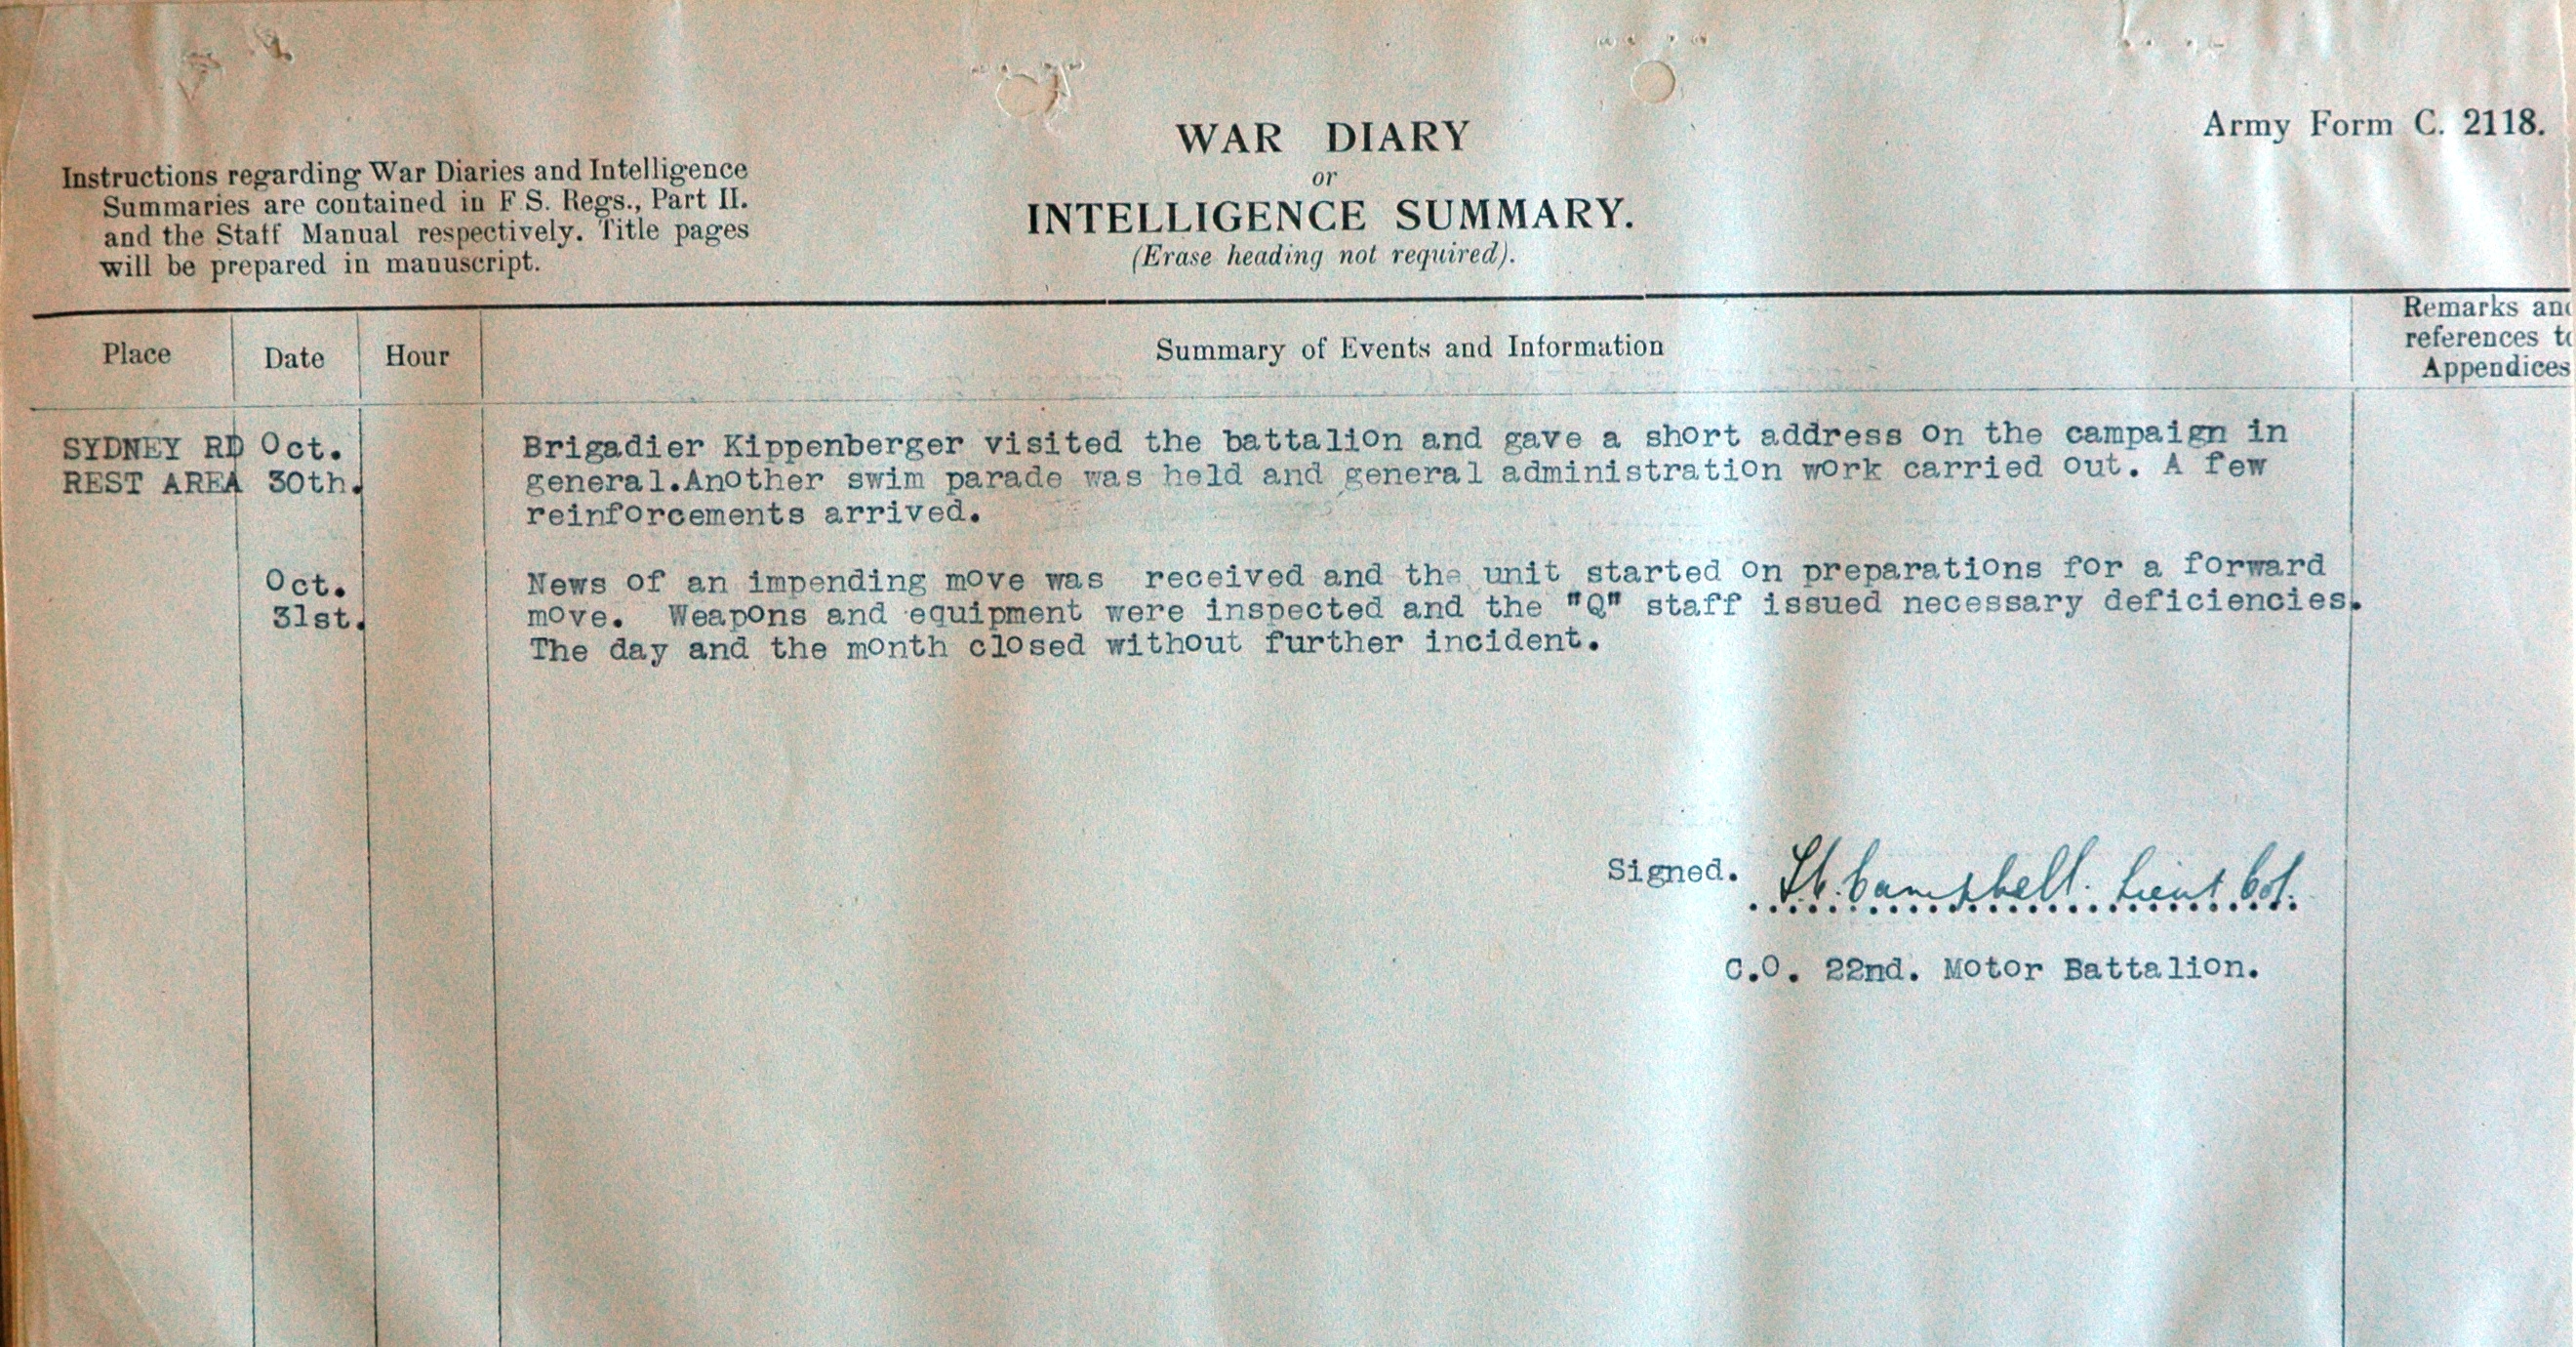 Army Form C. 2118.
WAR DIARY
or
INTELLIGENCE SUMMARY.
(Erase heading not required).
Instructions regarding War Diaries and Intelligence
Summaries are contained in F S. Regs., Part II.
and the Staff Manual respectively. Title pages
will be prepared in manuscript.
Place Date Hour Summary of Events and Information
Remarks and
references to
Appendices
SYDNEY RD Oct. Brigadier Kippenberger visited the battalion and gave a short address on the campaign in
REST AREA 30th. general.Another swim parade was held and general administration work carried out. A few
reinforcements arrived.
Oct. News of an impending move was received and the unit started on preparations for a forward
31st. move. Weapons and equipment were inspected and the "Q" staff issued necessary deficiencies.
The day and the month closed without further incident.
Signed. Campbell. Lieut Col.
C.O. 22nd. Motor Battalion.